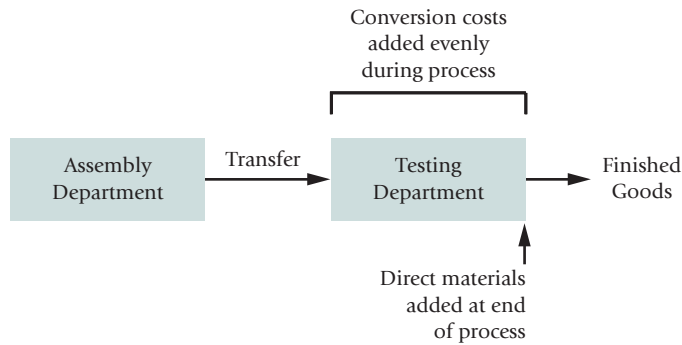 Conversion costs
added evenly
during process
Assembly
Department
Transfer
Testing
Department
Finished
Goods
Direct materials
added at end
of process